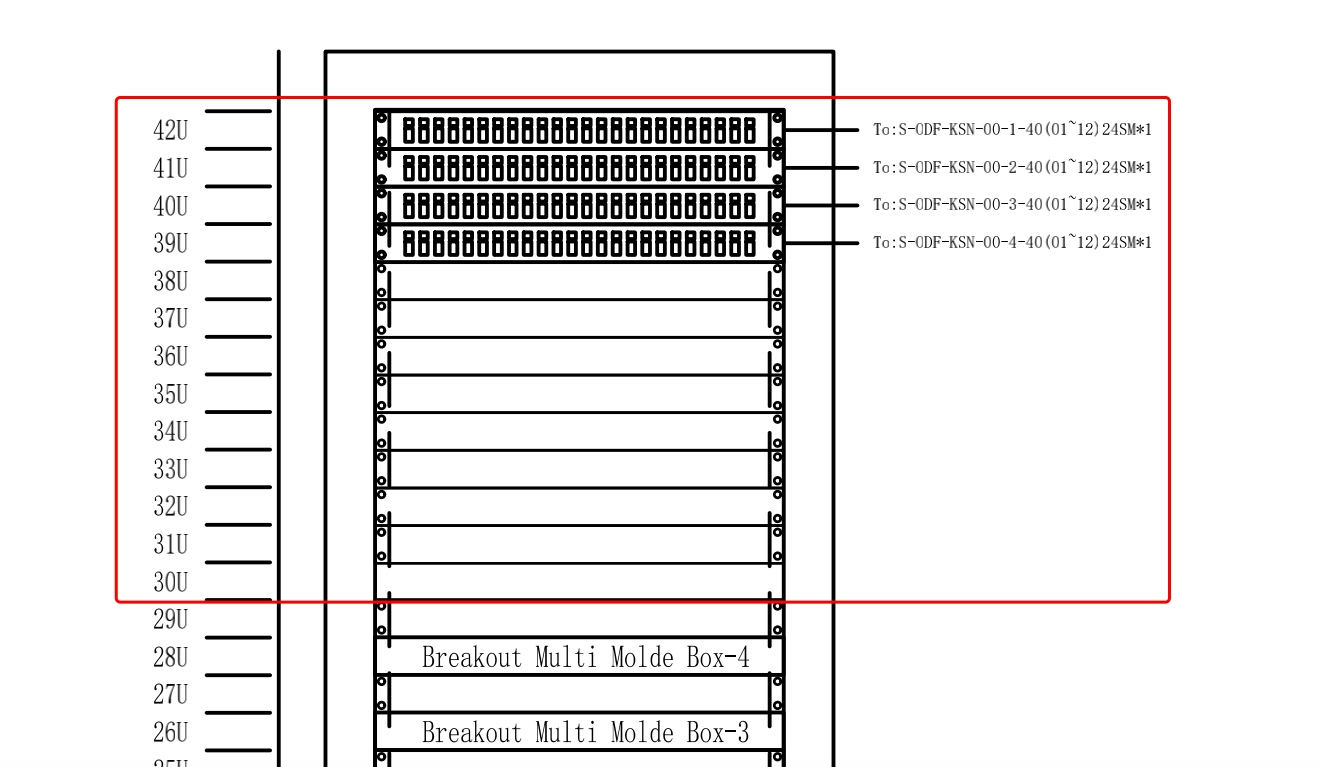 42U To:S-ODF-KSN-00-1-40(01~12)24SM*1
41U To:S-ODF-KSN-00-2-40(01~12)24SM*1
40U To:S-ODF-KSN-00-3-40(01~12)24SM*1
39U To:S-ODF-KSN-00-4-40(01~12)24SM*1
38U
37U
36U
35U
34U
33U
32U
31U
30U
29U
28U Breakout Multi Molde Box-4
27U
26U Breakout Multi Molde Box-3